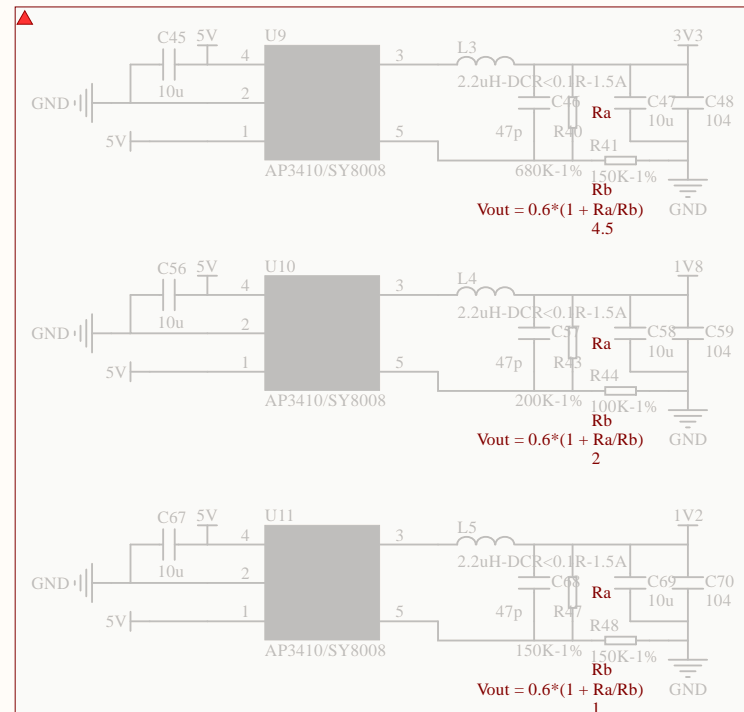 C45 5V U9 3V3
4 3 L3
10u 2.2uH-DCR<0.1R-1.5A
GND 2 C46 Ra C47 C48
47p R40 10u 104
5V 1 5 R41
AP3410/SY8008 680K-1% 150K-1%
Rb
Vout = 0.6*(1 + Ra/Rb) GND
4.5
C56 5V U10 1V8
4 3 L4
10u 2.2uH-DCR<0.1R-1.5A
GND 2 C57 Ra C58 C59
47p R43 10u 104
5V 1 5 R44
AP3410/SY8008 200K-1% 100K-1%
Rb
Vout = 0.6*(1 + Ra/Rb) GND
2
C67 5V U11 1V2
4 3 L5
10u 2.2uH-DCR<0.1R-1.5A
GND 2 C68 Ra C69 C70
47p R47 10u 104
5V 1 5 R48
AP3410/SY8008 150K-1% 150K-1%
Rb
Vout = 0.6*(1 + Ra/Rb) GND
1